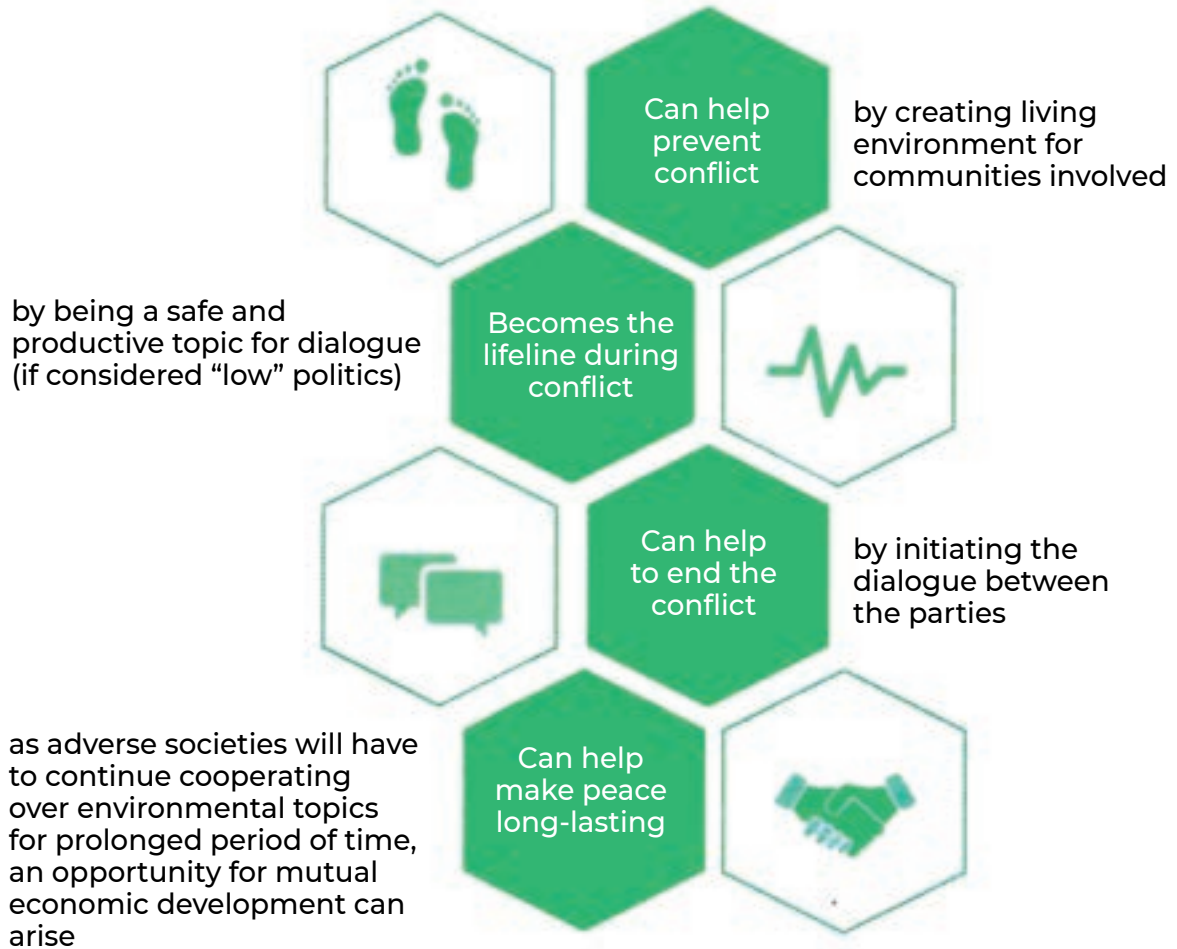 Can help
prevent
conflict
by creating living
environment for
communities involved
by being a safe and
productive topic for dialogue
(if considered “low” politics)
Becomes the
lifeline during
conflict
Can help
to end the
conflict
by initiating the
dialogue between
the parties
as adverse societies will have
to continue cooperating
over environmental topics
for prolonged period of time,
an opportunity for mutual
economic development can
arise
Can help
make peace
long-lasting